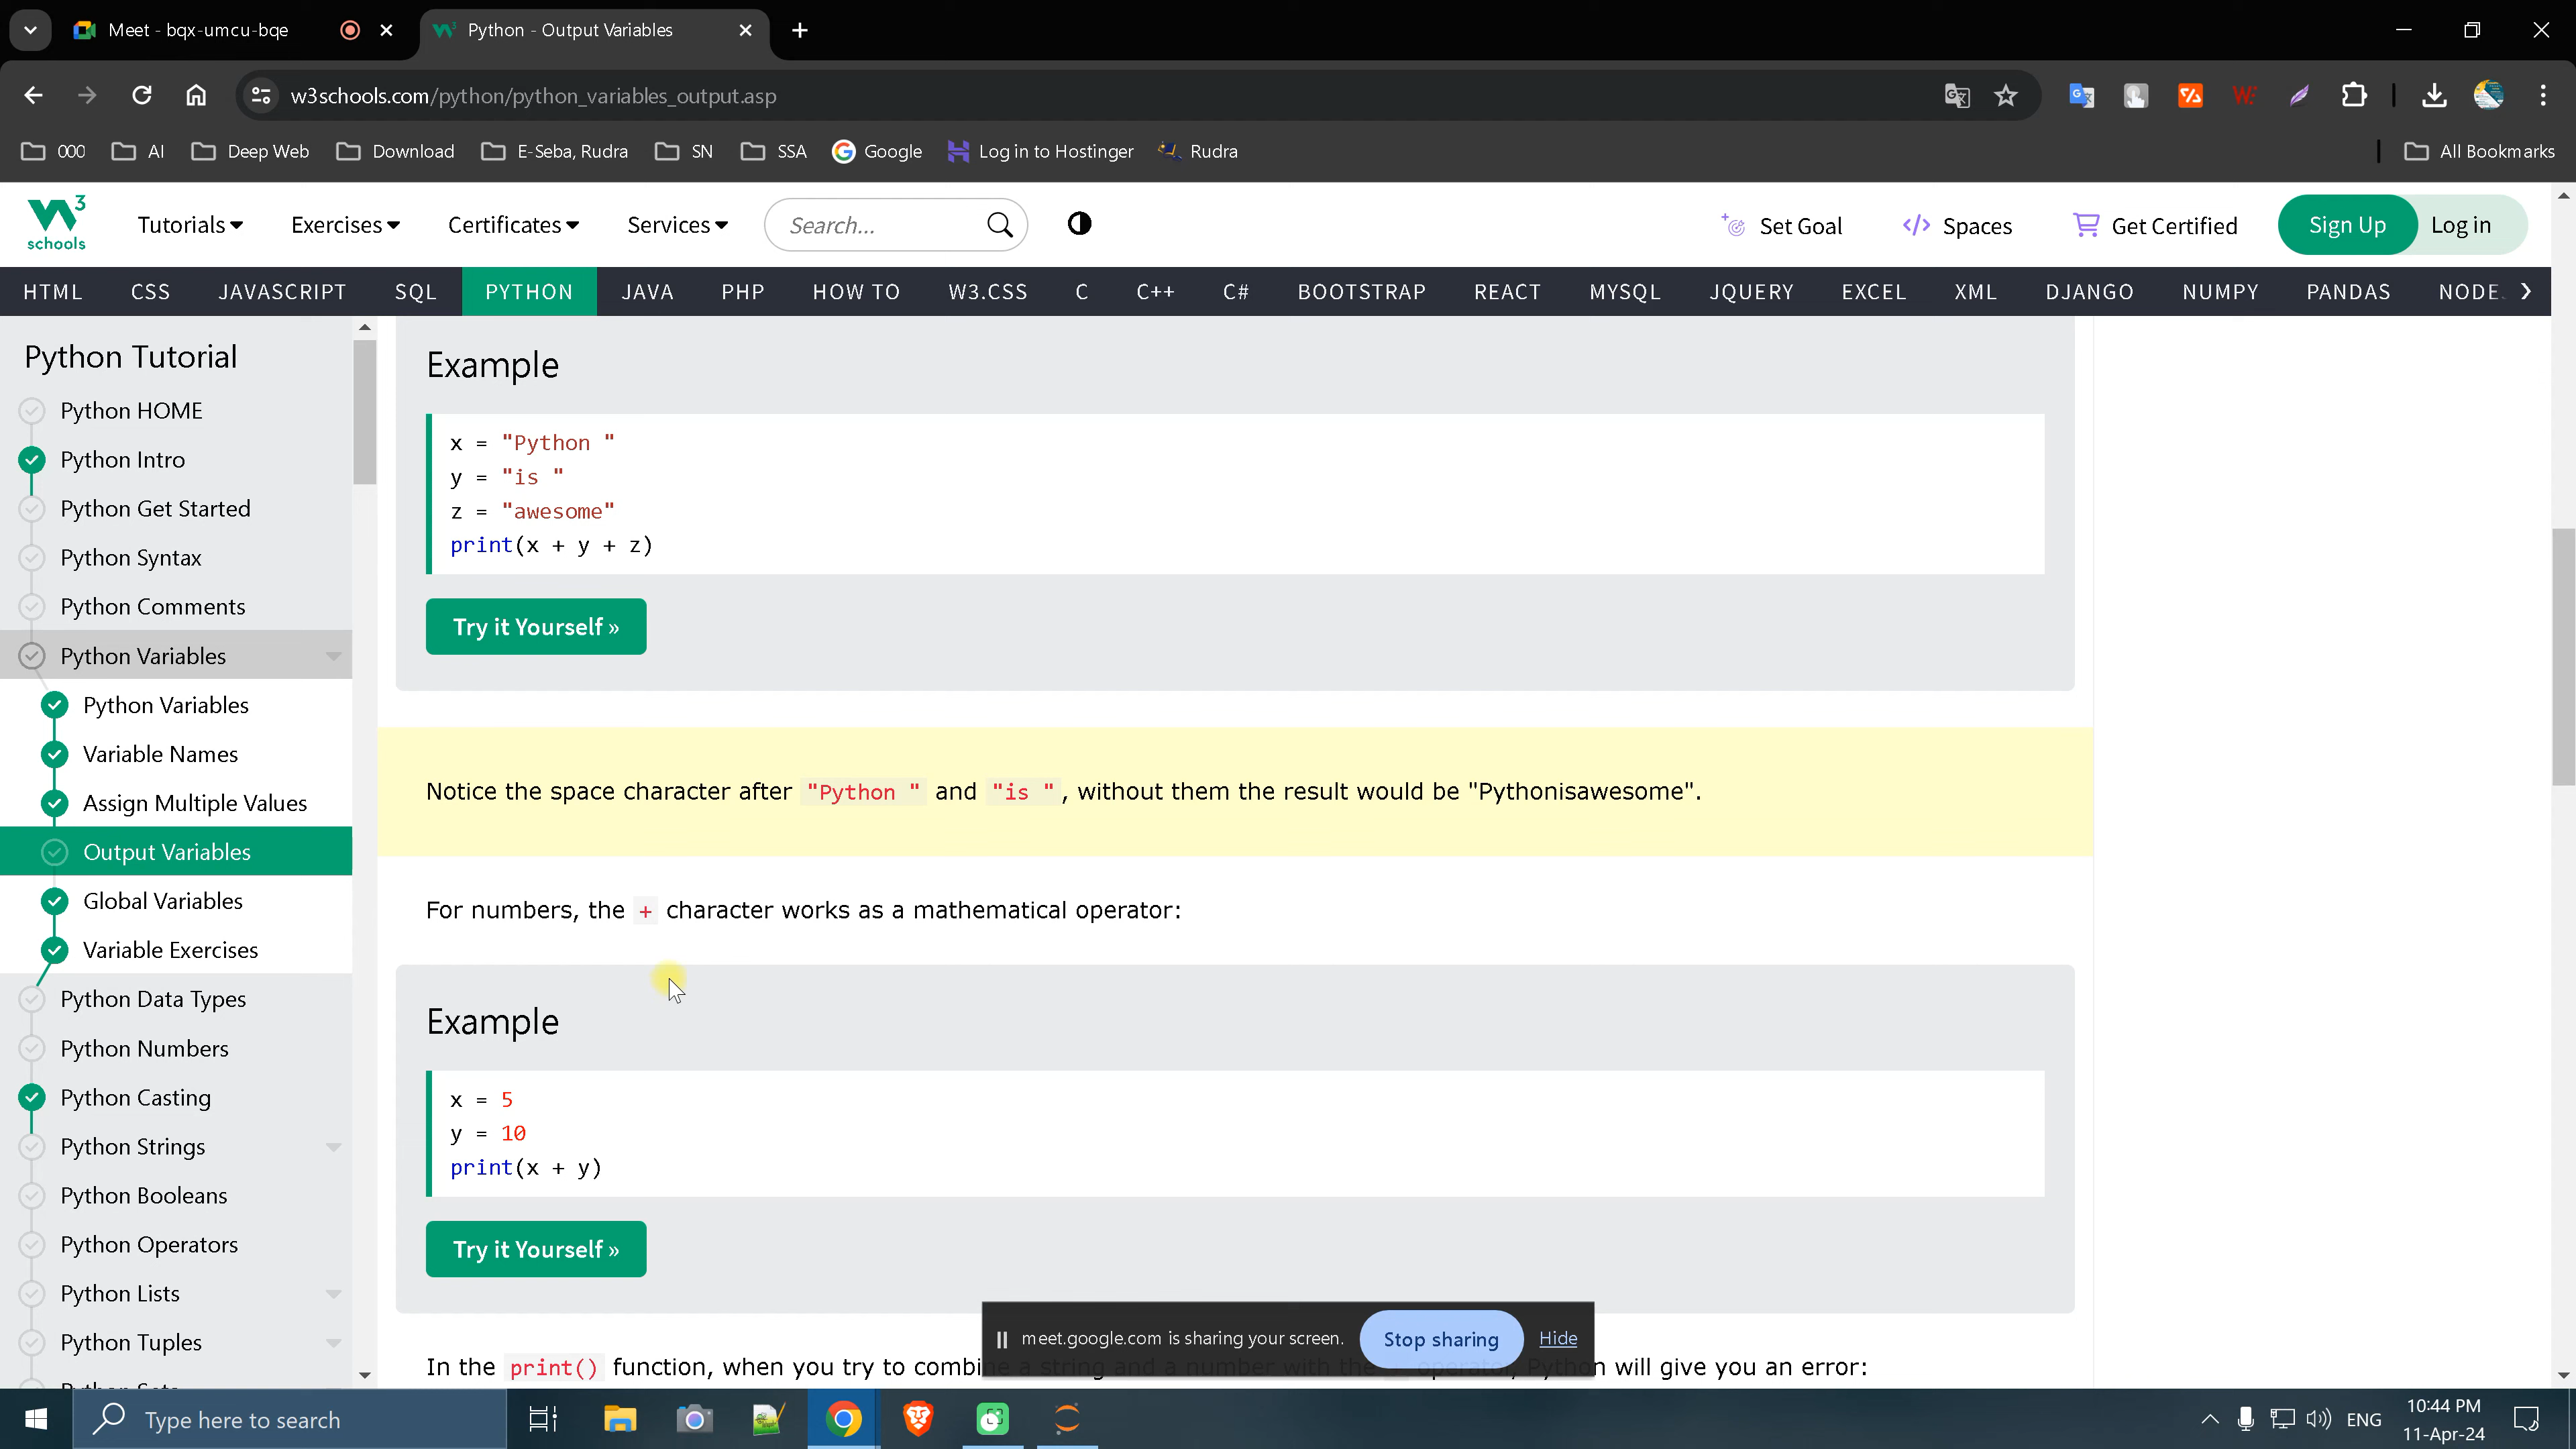 Meet - bqx-umcu-bqe
Python - Output Variables
w3schools.com/python/python_variables_output.asp
000
AI
Deep Web
Download
E-Seba, Rudra
SN
SSA
Google
Log in to Hostinger
Rudra
All Bookmarks
W3 schools
Tutorials
Exercises
Certificates
Services
Search...
Set Goal
Spaces
Get Certified
Sign Up
Log in
HTML CSS JAVASCRIPT SQL PYTHON JAVA PHP HOW TO W3.CSS C C++ C# BOOTSTRAP REACT MYSQL JQUERY EXCEL XML DJANGO NUMPY PANDAS NODE
Python Tutorial
Python HOME
Python Intro
Python Get Started
Python Syntax
Python Comments
Python Variables
Python Variables
Variable Names
Assign Multiple Values
Output Variables
Global Variables
Variable Exercises
Python Data Types
Python Numbers
Python Casting
Python Strings
Python Booleans
Python Operators
Python Lists
Python Tuples
Example
x = "Python "
y = "is "
z = "awesome"
print(x + y + z)
Try it Yourself »
Notice the space character after "Python " and "is ", without them the result would be "Pythonisawesome".
For numbers, the + character works as a mathematical operator:
Example
x = 5
y = 10
print(x + y)
Try it Yourself »
In the print() function, when you try to combine a string and a number with the operator, Python will give you an error:
meet.google.com is sharing your screen.
Stop sharing
Hide
Type here to search
ENG
10:44 PM
11-Apr-24